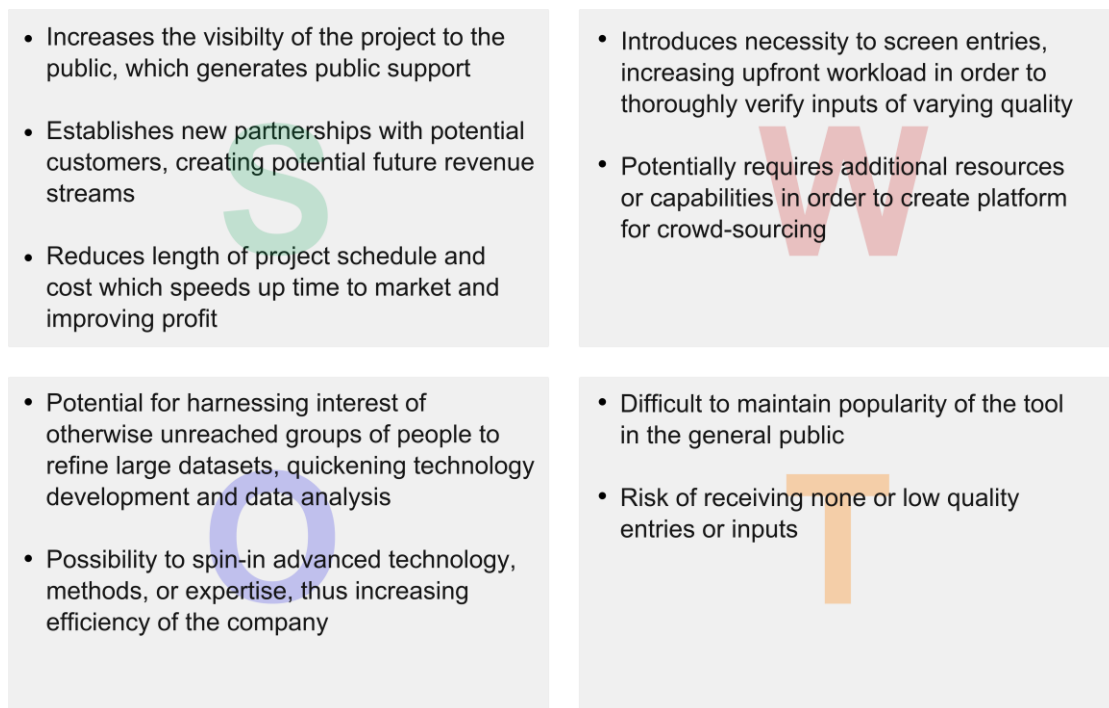 • Increases the visibilty of the project to the
public, which generates public support
• Establishes new partnerships with potential
customers, creating potential future revenue
streams
• Reduces length of project schedule and
cost which speeds up time to market and
improving profit
S
• Introduces necessity to screen entries,
increasing upfront workload in order to
thoroughly verify inputs of varying quality
• Potentially requires additional resources
or capabilities in order to create platform
for crowd-sourcing
W
• Potential for harnessing interest of
otherwise unreached groups of people to
refine large datasets, quickening technology
development and data analysis
• Possibility to spin-in advanced technology,
methods, or expertise, thus increasing
efficiency of the company
O
• Difficult to maintain popularity of the tool
in the general public
• Risk of receiving none or low quality
entries or inputs
T